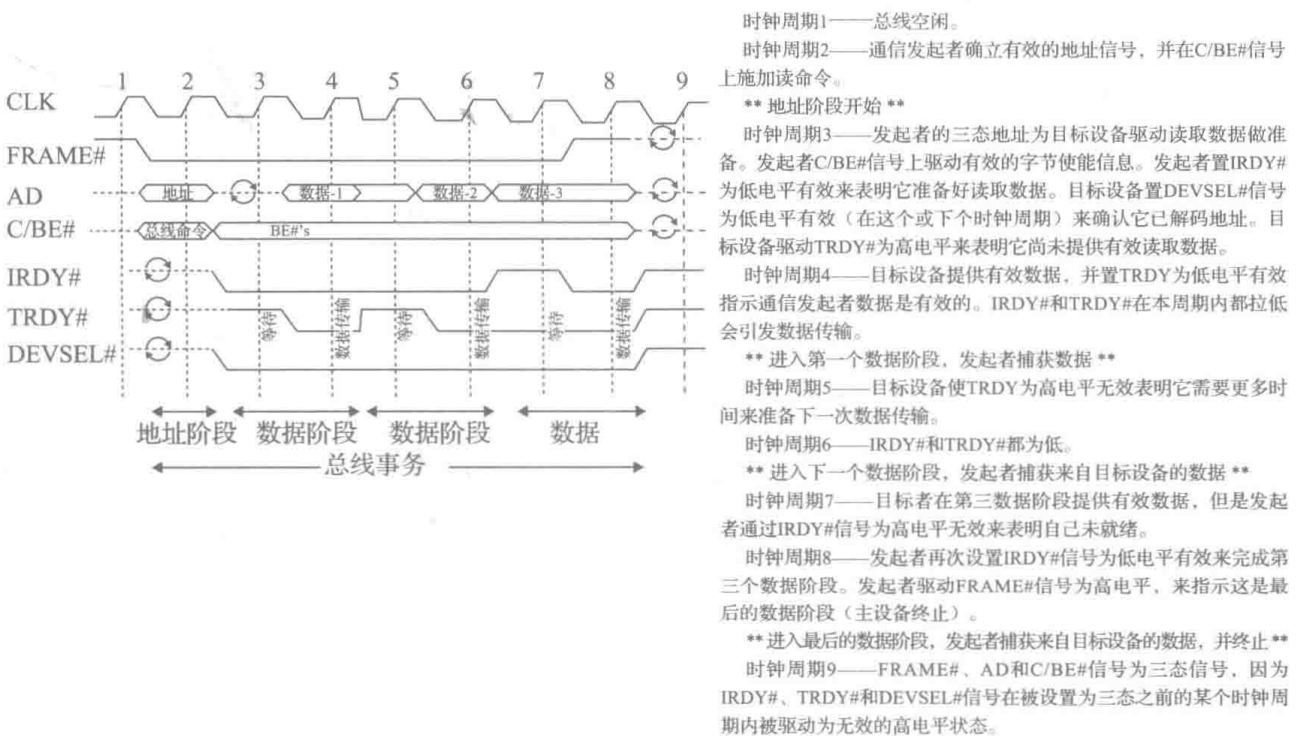 1 2 3 4 5 6 7 8 9
CLK
FRAME#
AD
地址
数据-1
数据-2
数据-3
C/BE#
总线命令
BE#'s
IRDY#
TRDY#
等待
数据传输
等待
数据传输
等待
数据传输
DEVSEL#
地址阶段 数据阶段 数据阶段 数据
总线事务
时钟周期1——总线空闲。
时钟周期2——通信发起者确立有效的地址信号，并在C/BE#信号
上施加读命令。
** 地址阶段开始 **
时钟周期3——发起者的三态地址为目标设备驱动读取数据做准
备。发起者C/BE#信号上驱动有效的字节使能信息。发起者置IRDY#
为低电平有效来表明它准备好读取数据。目标设备置DEVSEL#信号
为低电平有效（在这个或下个时钟周期）来确认它已解码地址。目
标设备驱动TRDY#为高电平来表明它尚未提供有效读取数据。
时钟周期4——目标设备提供有效数据，并置TRDY为低电平有效
指示通信发起者数据是有效的。IRDY#和TRDY#在本周期内都拉低
会引发数据传输。
** 进入第一个数据阶段，发起者捕获数据 **
时钟周期5——目标设备使TRDY为高电平无效表明它需要更多时
间来准备下一次数据传输。
时钟周期6——IRDY#和TRDY#都为低。
** 进入下一个数据阶段，发起者捕获来自目标设备的数据 **
时钟周期7——目标者在第三数据阶段提供有效数据，但是发起
者通过IRDY#信号为高电平无效来表明自己未就绪。
时钟周期8——发起者再次设置IRDY#信号为低电平有效来完成第
三个数据阶段。发起者驱动FRAME#信号为高电平，来指示这是最
后的数据阶段（主设备终止）。
** 进入最后的数据阶段，发起者捕获来自目标设备的数据，并终止 **
时钟周期9——FRAME#、AD和C/BE#信号为三态信号，因为
IRDY#、TRDY#和DEVSEL#信号在被设置为三态之前的某个时钟周
期内被驱动为无效的高电平状态。